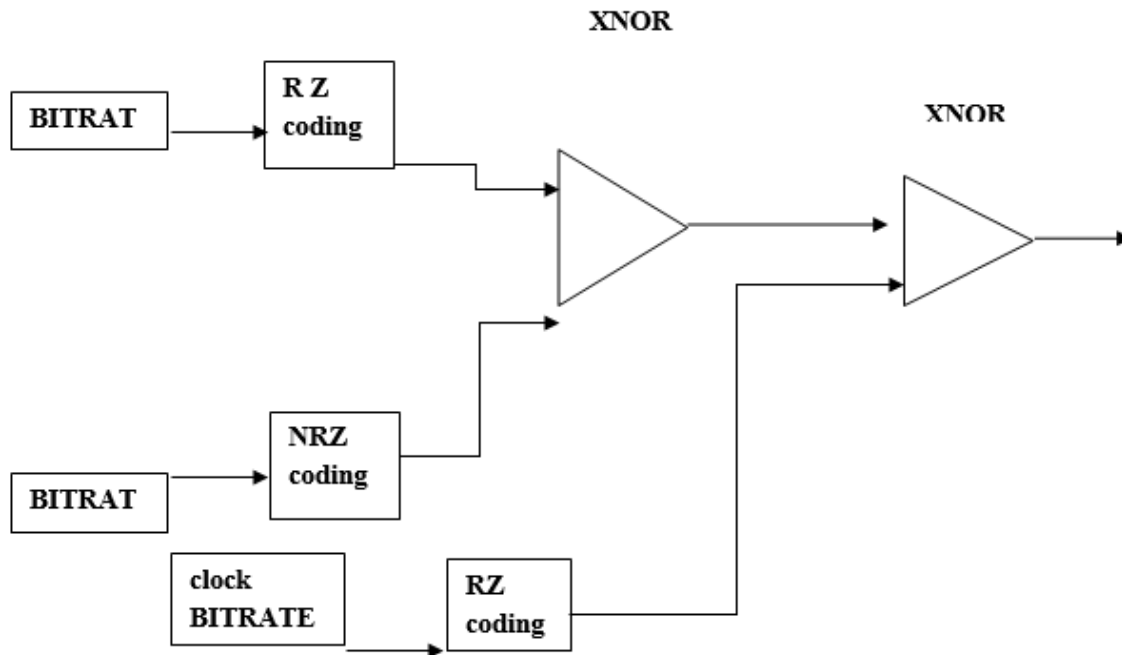 XNOR
R Z
coding
BITRAT
XNOR
NRZ
coding
BITRAT
clock
BITRATE
RZ
coding